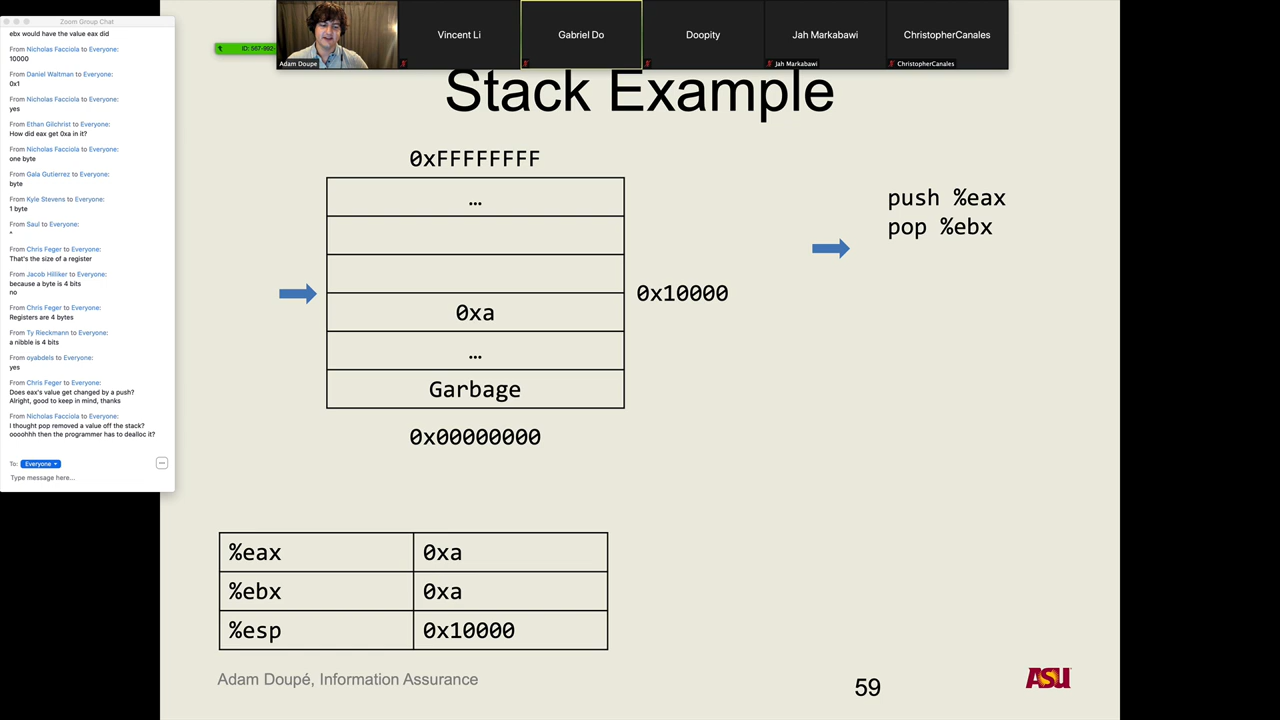 Zoom Group Chat
ebx would have the value eax did
From Nicholas Facciola to Everyone:
10000
From Daniel Waltman to Everyone:
0x1
From Nicholas Facciola to Everyone:
yes
From Ethan Gilchrist to Everyone:
How did eax get 0xa in it?
From Nicholas Facciola to Everyone:
one byte
From Gala Gutierrez to Everyone:
byte
From Kyle Stevens to Everyone:
1 byte
From Saul to Everyone:
^
From Chris Feger to Everyone:
That's the size of a register
From Jacob Hilliker to Everyone:
because a byte is 4 bits
no
From Chris Feger to Everyone:
Registers are 4 bytes
From Ty Rieckmann to Everyone:
a nibble is 4 bits
From oyabdels to Everyone:
yes
From Chris Feger to Everyone:
Does eax's value get changed by a push?
Alright, good to keep in mind, thanks
From Nicholas Facciola to Everyone:
I thought pop removed a value off the stack?
oooohhh then the programmer has to dealloc it?
To: Everyone
Type message here...
ID: 567-992-
Adam Doupe
Vincent Li
Gabriel Do
Doopity
Jah Markabawi
Jah Markabawi
ChristopherCanales
ChristopherCanales
Stack Example
0xFFFFFFFF
...
0x10000
0xa
...
Garbage
0x00000000
push %eax
pop %ebx
%eax 0xa
%ebx 0xa
%esp 0x10000
Adam Doupé, Information Assurance
59
ASU